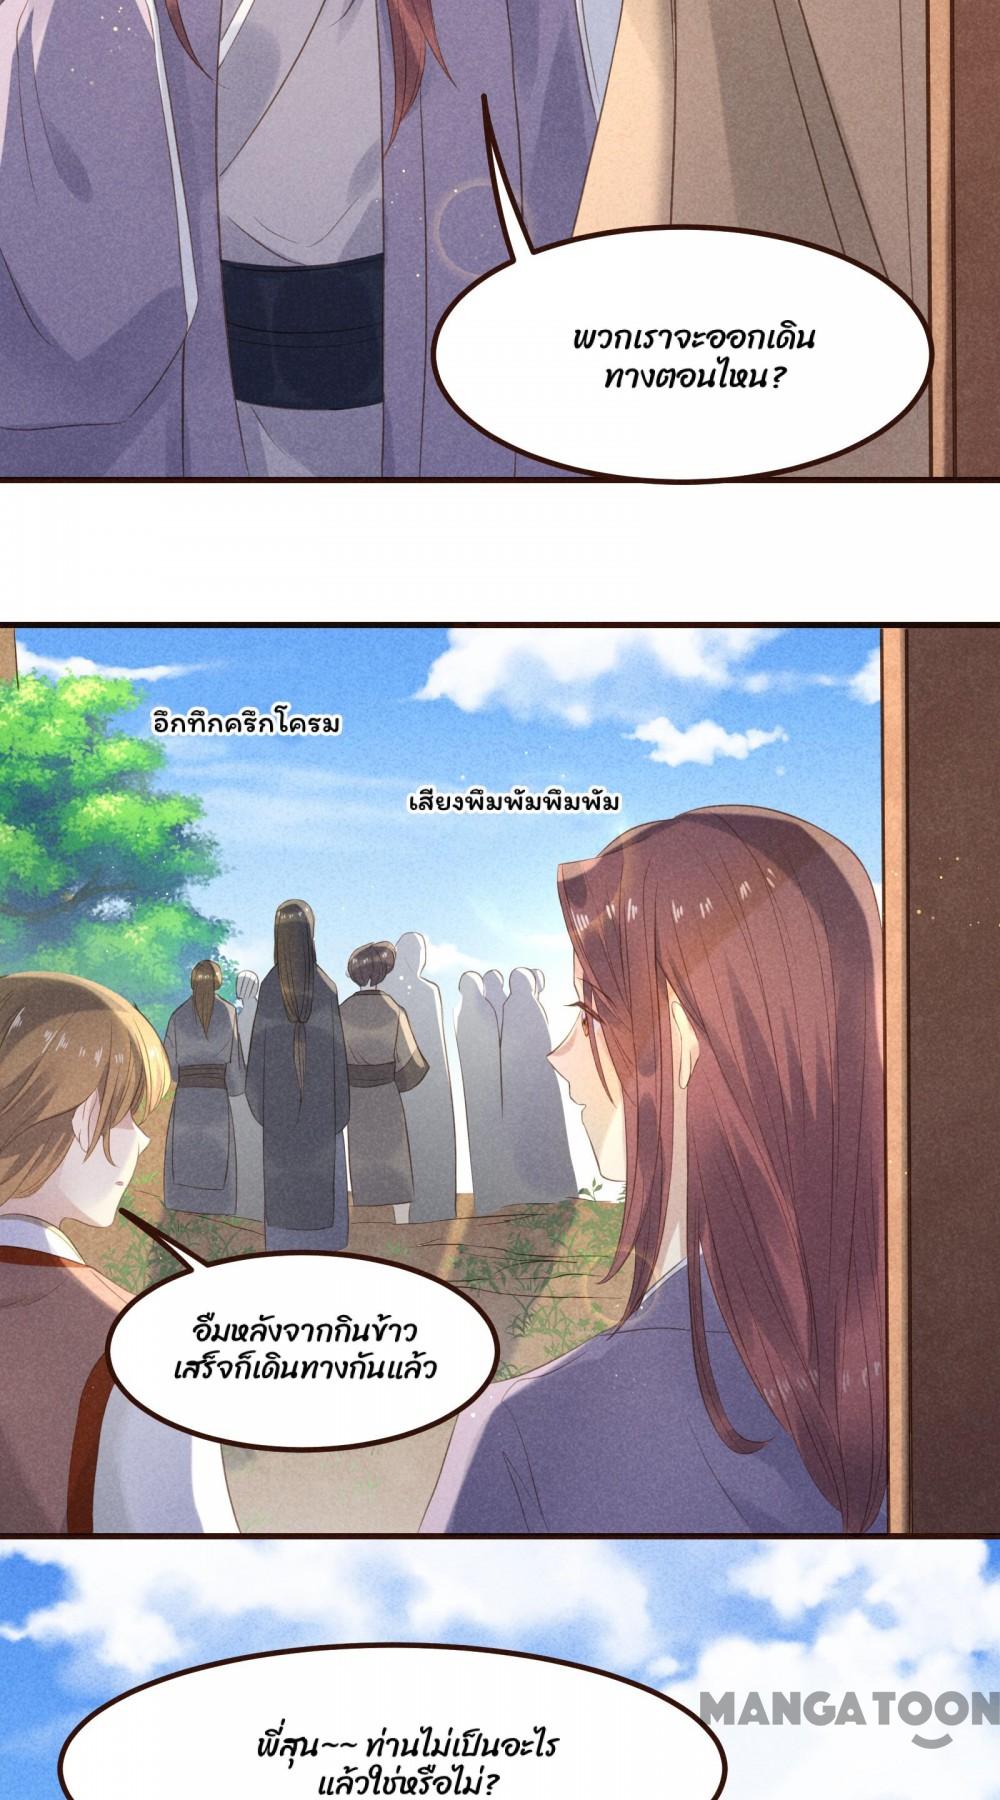 พวกเราจะออกเดิน
ทางตอนไหน?
อึกทึกครึกโครม
เสียงพึมพัมพึมพัม
อืมหลังจากกินข้าว
เสร็จก็เดินทางกันแล้ว
MANGATOON
พี่สุน~~ ท่านไม่เป็นอะไร
แล้วใช่หรือไม่?